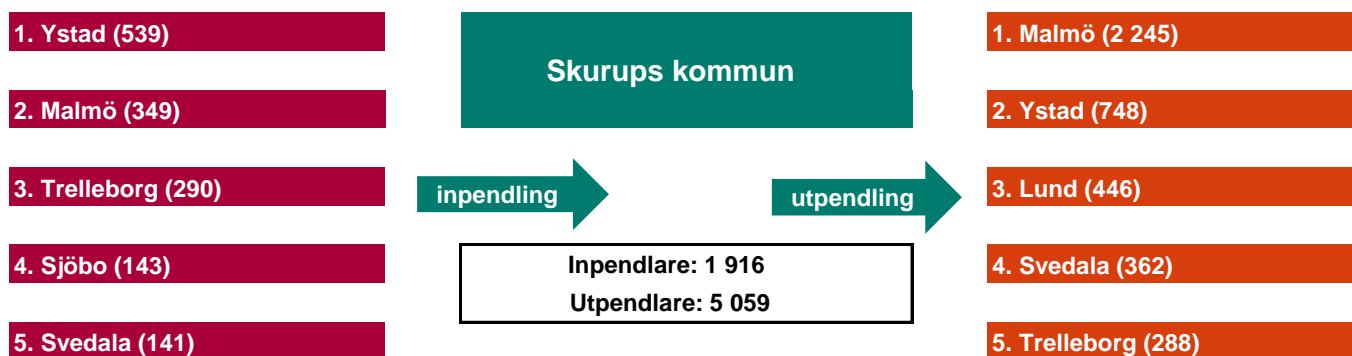 1. Ystad (539)
2. Malmö (349)
3. Trelleborg (290)
4. Sjöbo (143)
5. Svedala (141)
Skurups kommun
inpendling
utpendling
Inpendlare: 1 916
Utpendlare: 5 059
1. Malmö (2 245)
2. Ystad (748)
3. Lund (446)
4. Svedala (362)
5. Trelleborg (288)